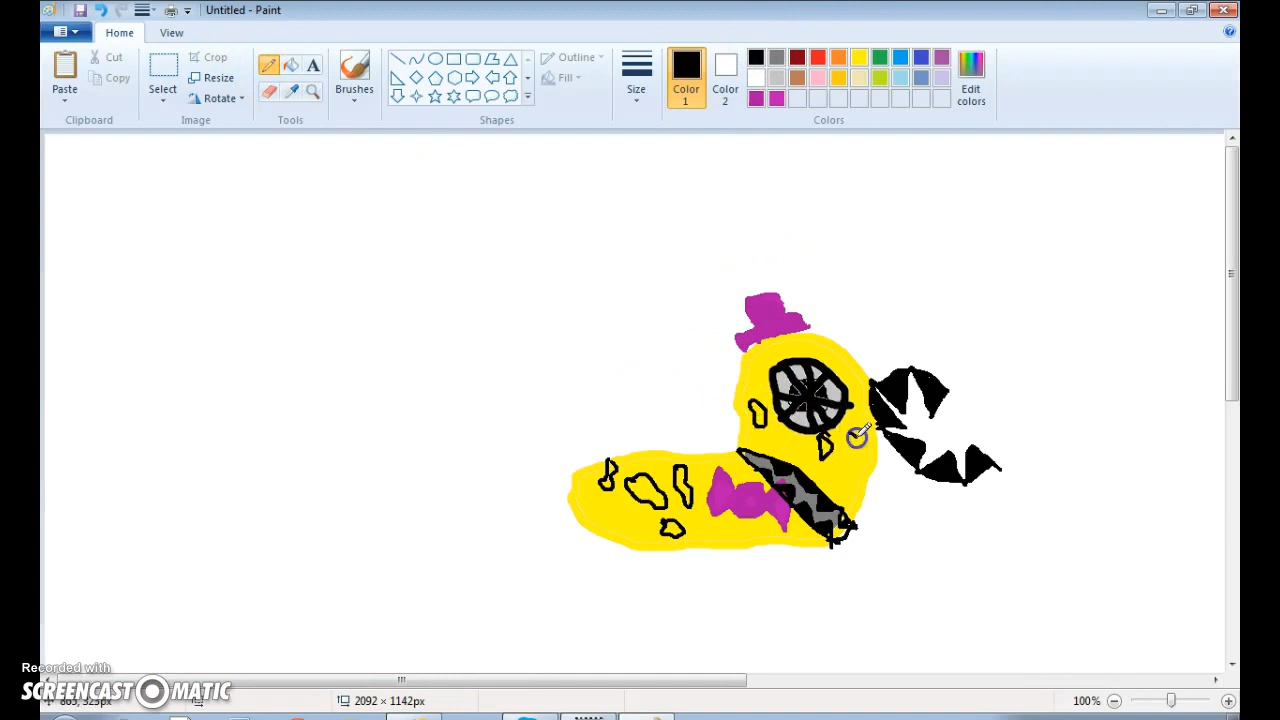 Untitled - Paint
Home View
Cut
Copy
Paste
Clipboard
Select
Crop
Resize
Rotate
Image
A
Tools
Brushes
Outline
Fill
Shapes
Size
Color 1
Color 2
Edit colors
Colors
Recorded with
SCREENCAST MATIC
2092 × 1142px
100%